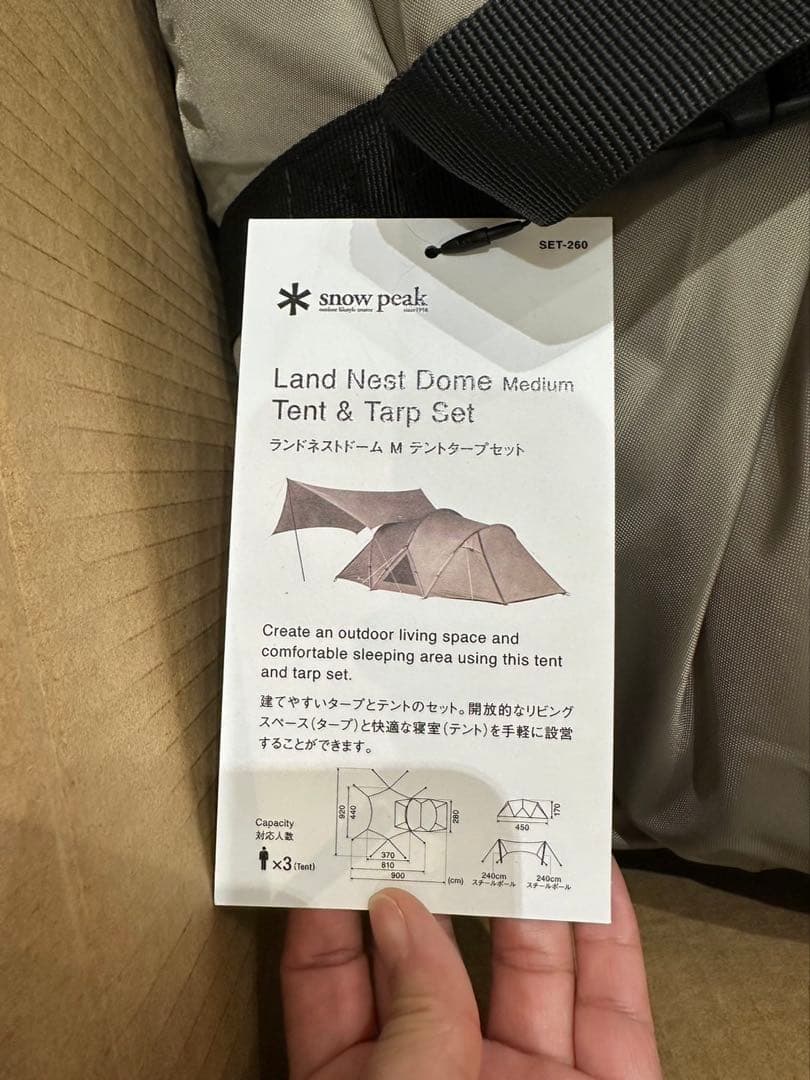 SET-260
snow peak
outdoor lifestyle creator since1958
Land Nest Dome Medium
Tent & Tarp Set
ランドネストドーム M テントタープセット
Create an outdoor living space and
comfortable sleeping area using this tent
and tarp set.
建てやすいタープとテントのセット。開放的なリビング
スペース(タープ)と快適な寝室(テント)を手軽に設営
することができます。
Capacity
対応人数
×3(Tent)
920
440
280
370
810
900
(cm)
170
450
240cm
スチールポール
240cm
スチールポール